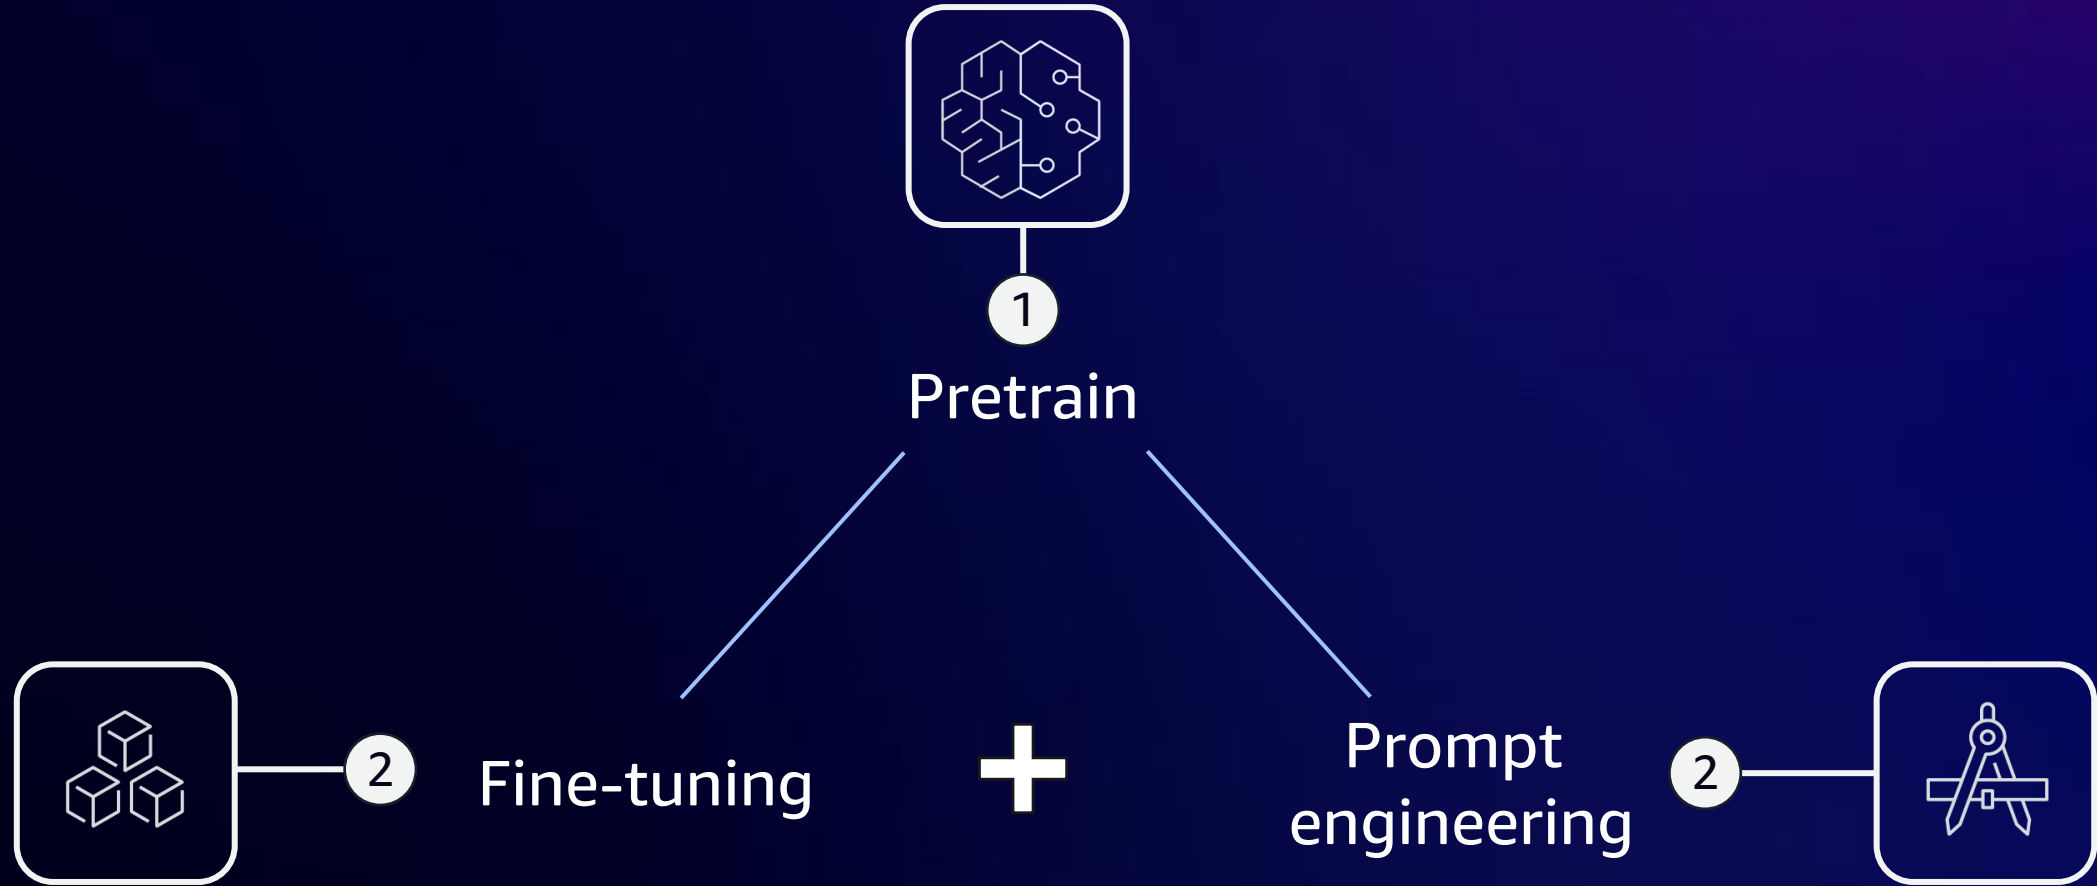 1
Pretrain
2
Fine-tuning
+
Prompt
engineering
2